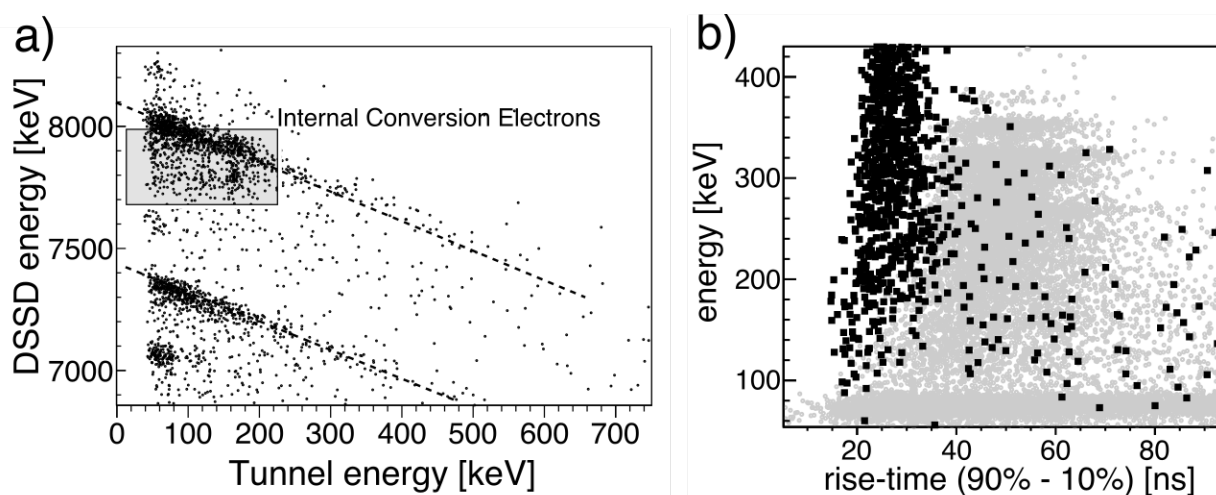 a)
DSSD energy [keV]
8000
7500
7000
Internal Conversion Electrons
0 100 200 300 400 500 600 700
Tunnel energy [keV]
b)
energy [keV]
400
300
200
100
20 40 60 80
rise-time (90% - 10%) [ns]